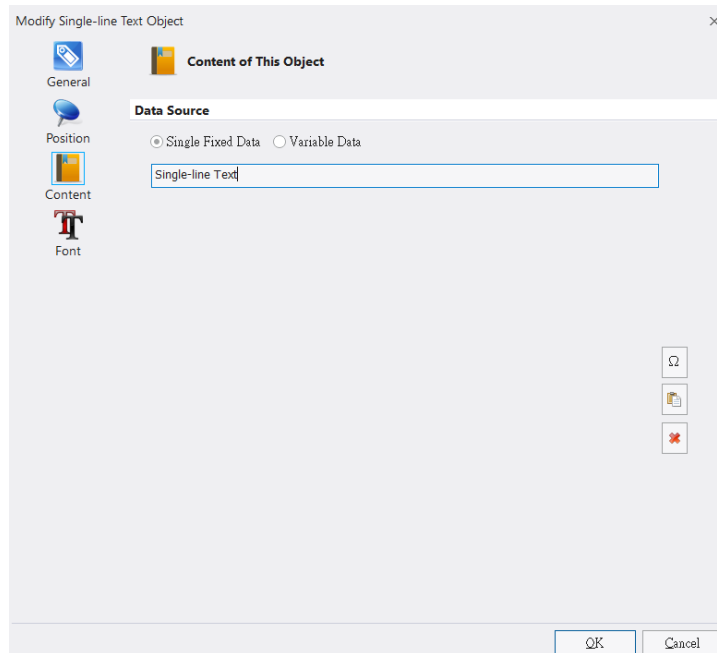 Modify Single-line Text Object
General
Position
Content
Font
Content of This Object
Data Source
Single Fixed Data Variable Data
Single-line Text
Ω
OK Cancel